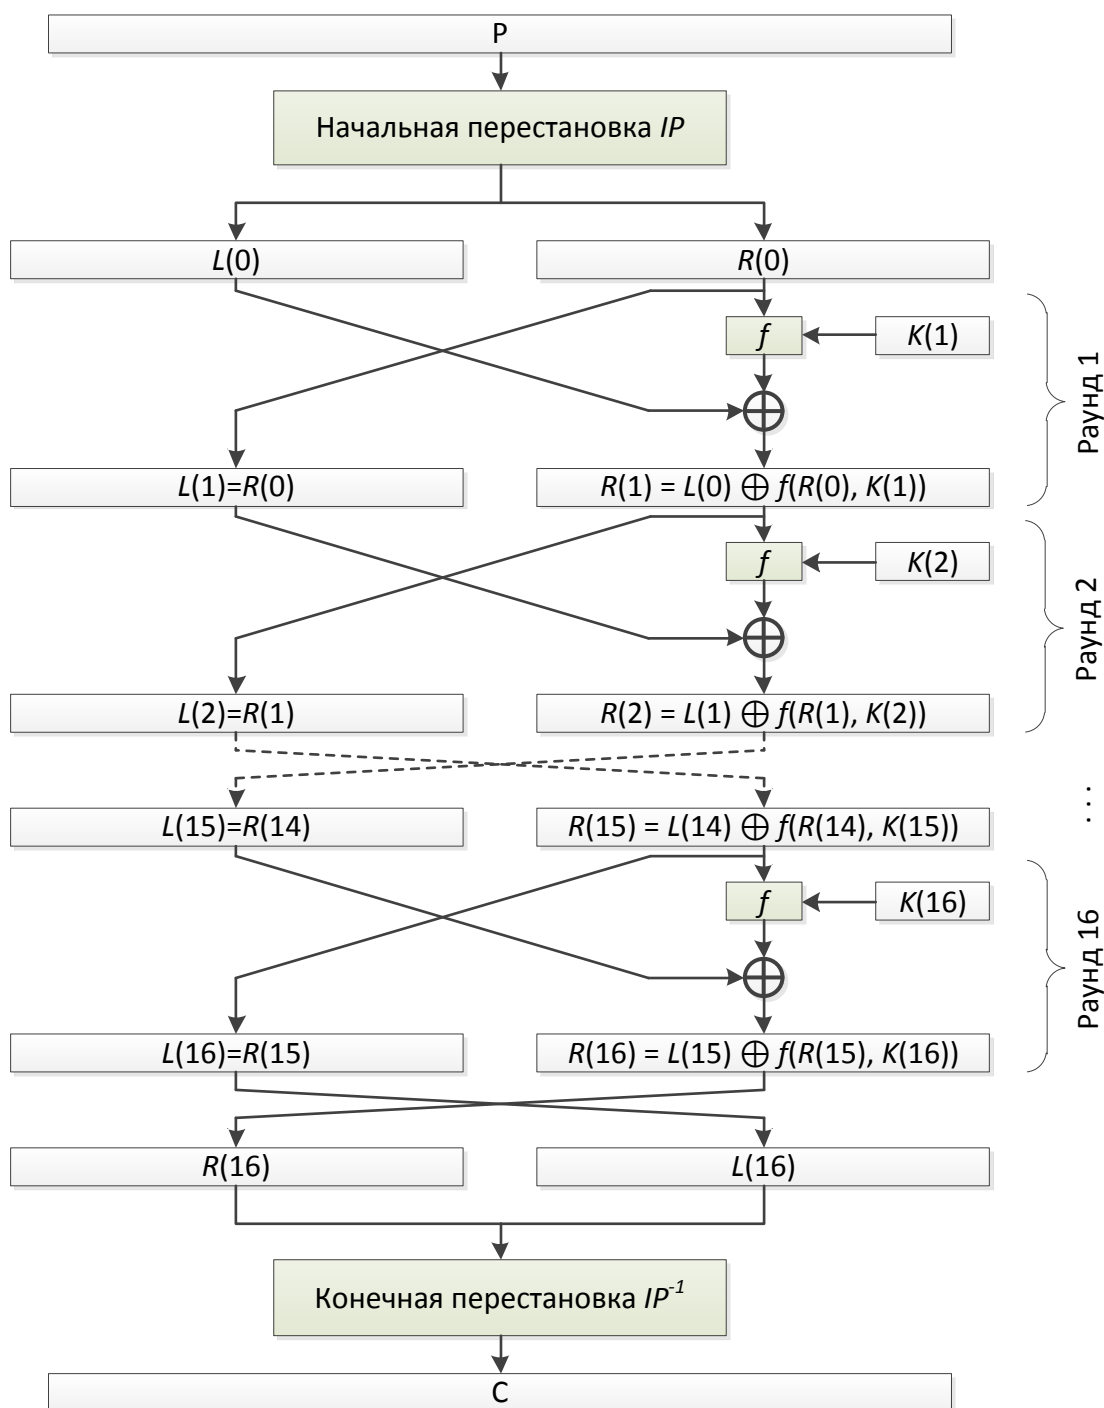 P
Начальная перестановка IP
L(0)
R(0)
f
K(1)
Раунд 1
L(1)=R(0)
R(1) = L(0) ⊕ f(R(0), K(1))
f
K(2)
Раунд 2
L(2)=R(1)
R(2) = L(1) ⊕ f(R(1), K(2))
. . .
L(15)=R(14)
R(15) = L(14) ⊕ f(R(14), K(15))
f
K(16)
Раунд 16
L(16)=R(15)
R(16) = L(15) ⊕ f(R(15), K(16))
R(16)
L(16)
Конечная перестановка IP⁻¹
C